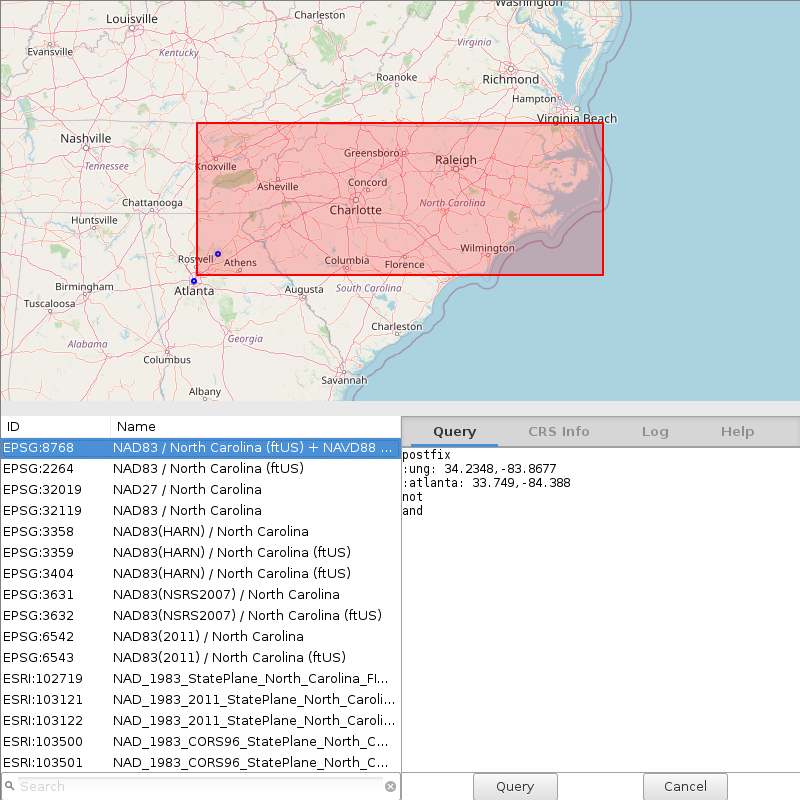 Washington
Louisville
Charleston
Evansville
Kentucky
Virginia
Roanoke
Richmond
Hampton
Virginia Beach
Nashville
Tennessee
Knoxville
Greensboro
Raleigh
Asheville
Concord
Chattanooga
Charlotte
North Carolina
Huntsville
Wilmington
Roswell
Athens
Columbia
Florence
Birmingham
Atlanta
Augusta
South Carolina
Tuscaloosa
Charleston
Alabama
Georgia
Columbus
Savannah
Albany
ID Name
EPSG:8768 NAD83 / North Carolina (ftUS) + NAVD88 ...
EPSG:2264 NAD83 / North Carolina (ftUS)
EPSG:32019 NAD27 / North Carolina
EPSG:32119 NAD83 / North Carolina
EPSG:3358 NAD83(HARN) / North Carolina
EPSG:3359 NAD83(HARN) / North Carolina (ftUS)
EPSG:3404 NAD83(HARN) / North Carolina (ftUS)
EPSG:3631 NAD83(NSRS2007) / North Carolina
EPSG:3632 NAD83(NSRS2007) / North Carolina (ftUS)
EPSG:6542 NAD83(2011) / North Carolina
EPSG:6543 NAD83(2011) / North Carolina (ftUS)
ESRI:102719 NAD_1983_StatePlane_North_Carolina_FI...
ESRI:103121 NAD_1983_2011_StatePlane_North_Caroli...
ESRI:103122 NAD_1983_2011_StatePlane_North_Caroli...
ESRI:103500 NAD_1983_CORS96_StatePlane_North_C...
ESRI:103501 NAD_1983_CORS96_StatePlane_North_C...
Search
Query CRS Info Log Help
postfix
:ung: 34.2348,-83.8677
:atlanta: 33.749,-84.388
not
and
Query Cancel